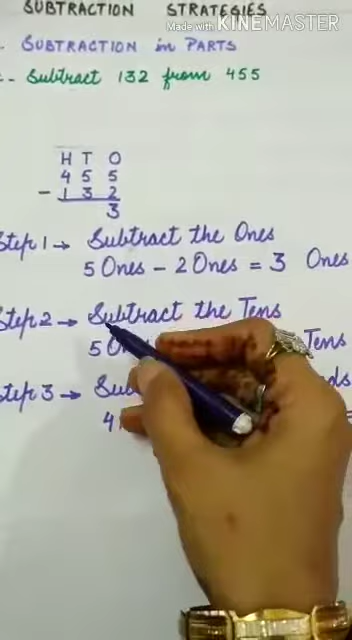 SUBTRACTION STRATEGIES
Made with KINEMASTER
SUBTRACTION in PARTS
Subtract 132 from 455
H T O
4 5 5
- 1 3 2
3
Step 1 → Subtract the Ones
5 Ones - 2 Ones = 3 Ones
Step 2 → Subtract the Tens
5 Tens
Step 3 →
4